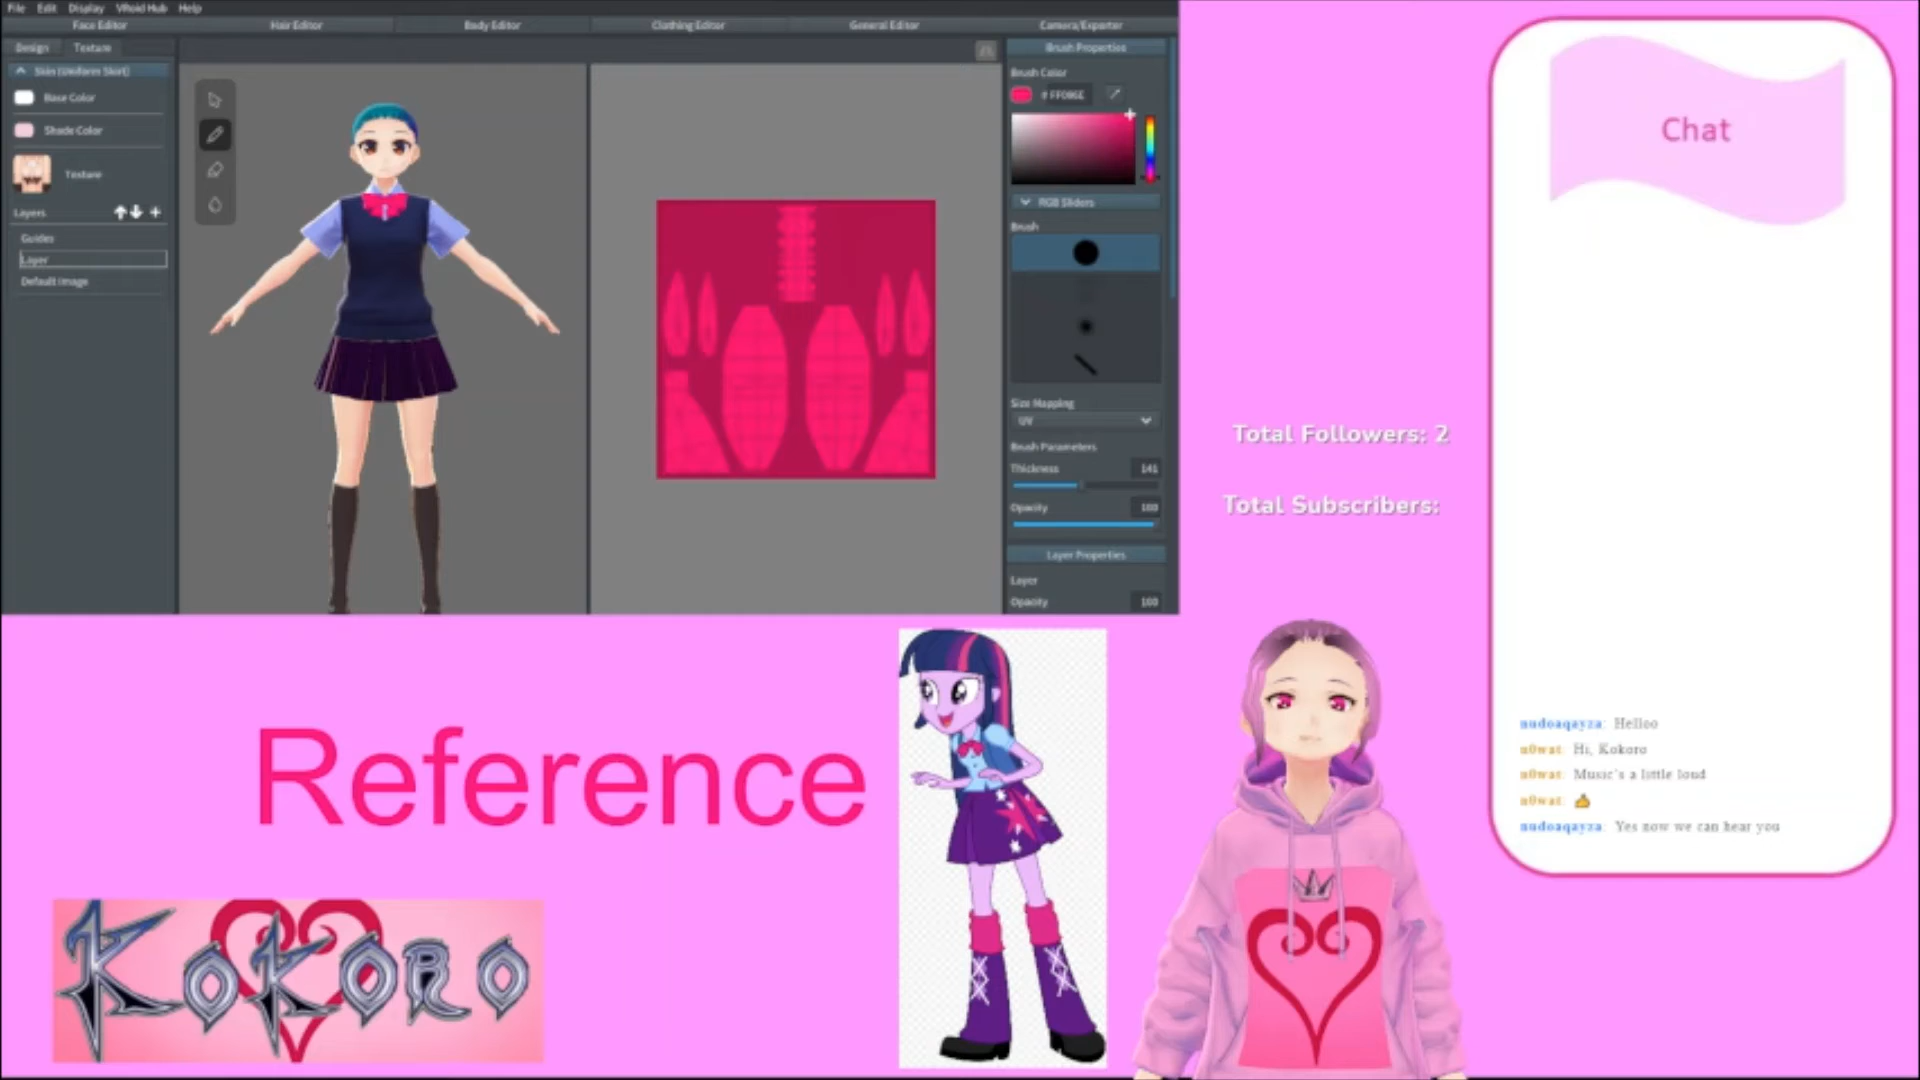 File Edit Display VRoid Hub Help
Face Editor Hair Editor Body Editor Clothing Editor General Editor Camera/Exporter
Design Texture
Skin (Uniform Skirt)
Base Color
Shade Color
Texture
Layers
Guides
Layer
Default Image
Brush Properties
Brush Color
# FF086E
RGB Sliders
Brush
Size Mapping
UV
Brush Parameters
Thickness 141
Opacity 100
Layer Properties
Layer
Opacity 100
Total Followers: 2
Total Subscribers:
Chat
nudoaqayza: Helloo
n0wat: Hi, Kokoro
n0wat: Music's a little loud
n0wat: 👍
nudoaqayza: Yes now we can hear you
Reference
KOKORO